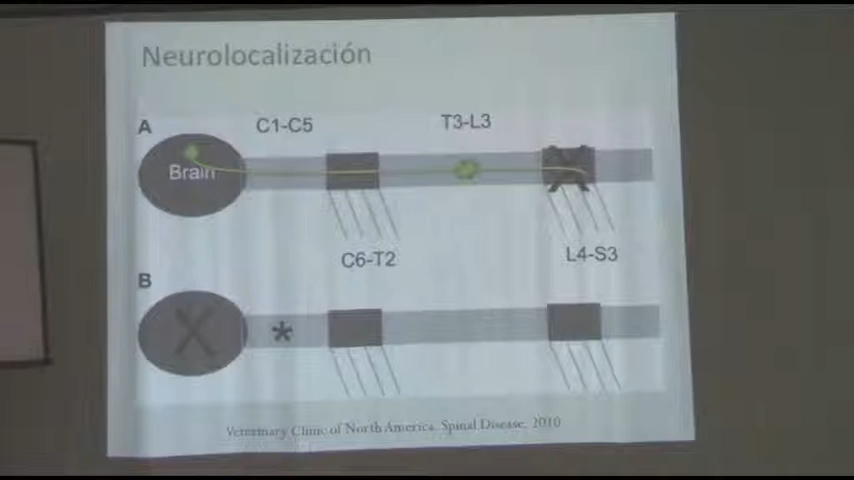 Neurolocalización
A
C1-C5
T3-L3
Brain
X
C6-T2
L4-S3
B
X
*
Veterinary Clinic of North America. Spinal Disease, 2010